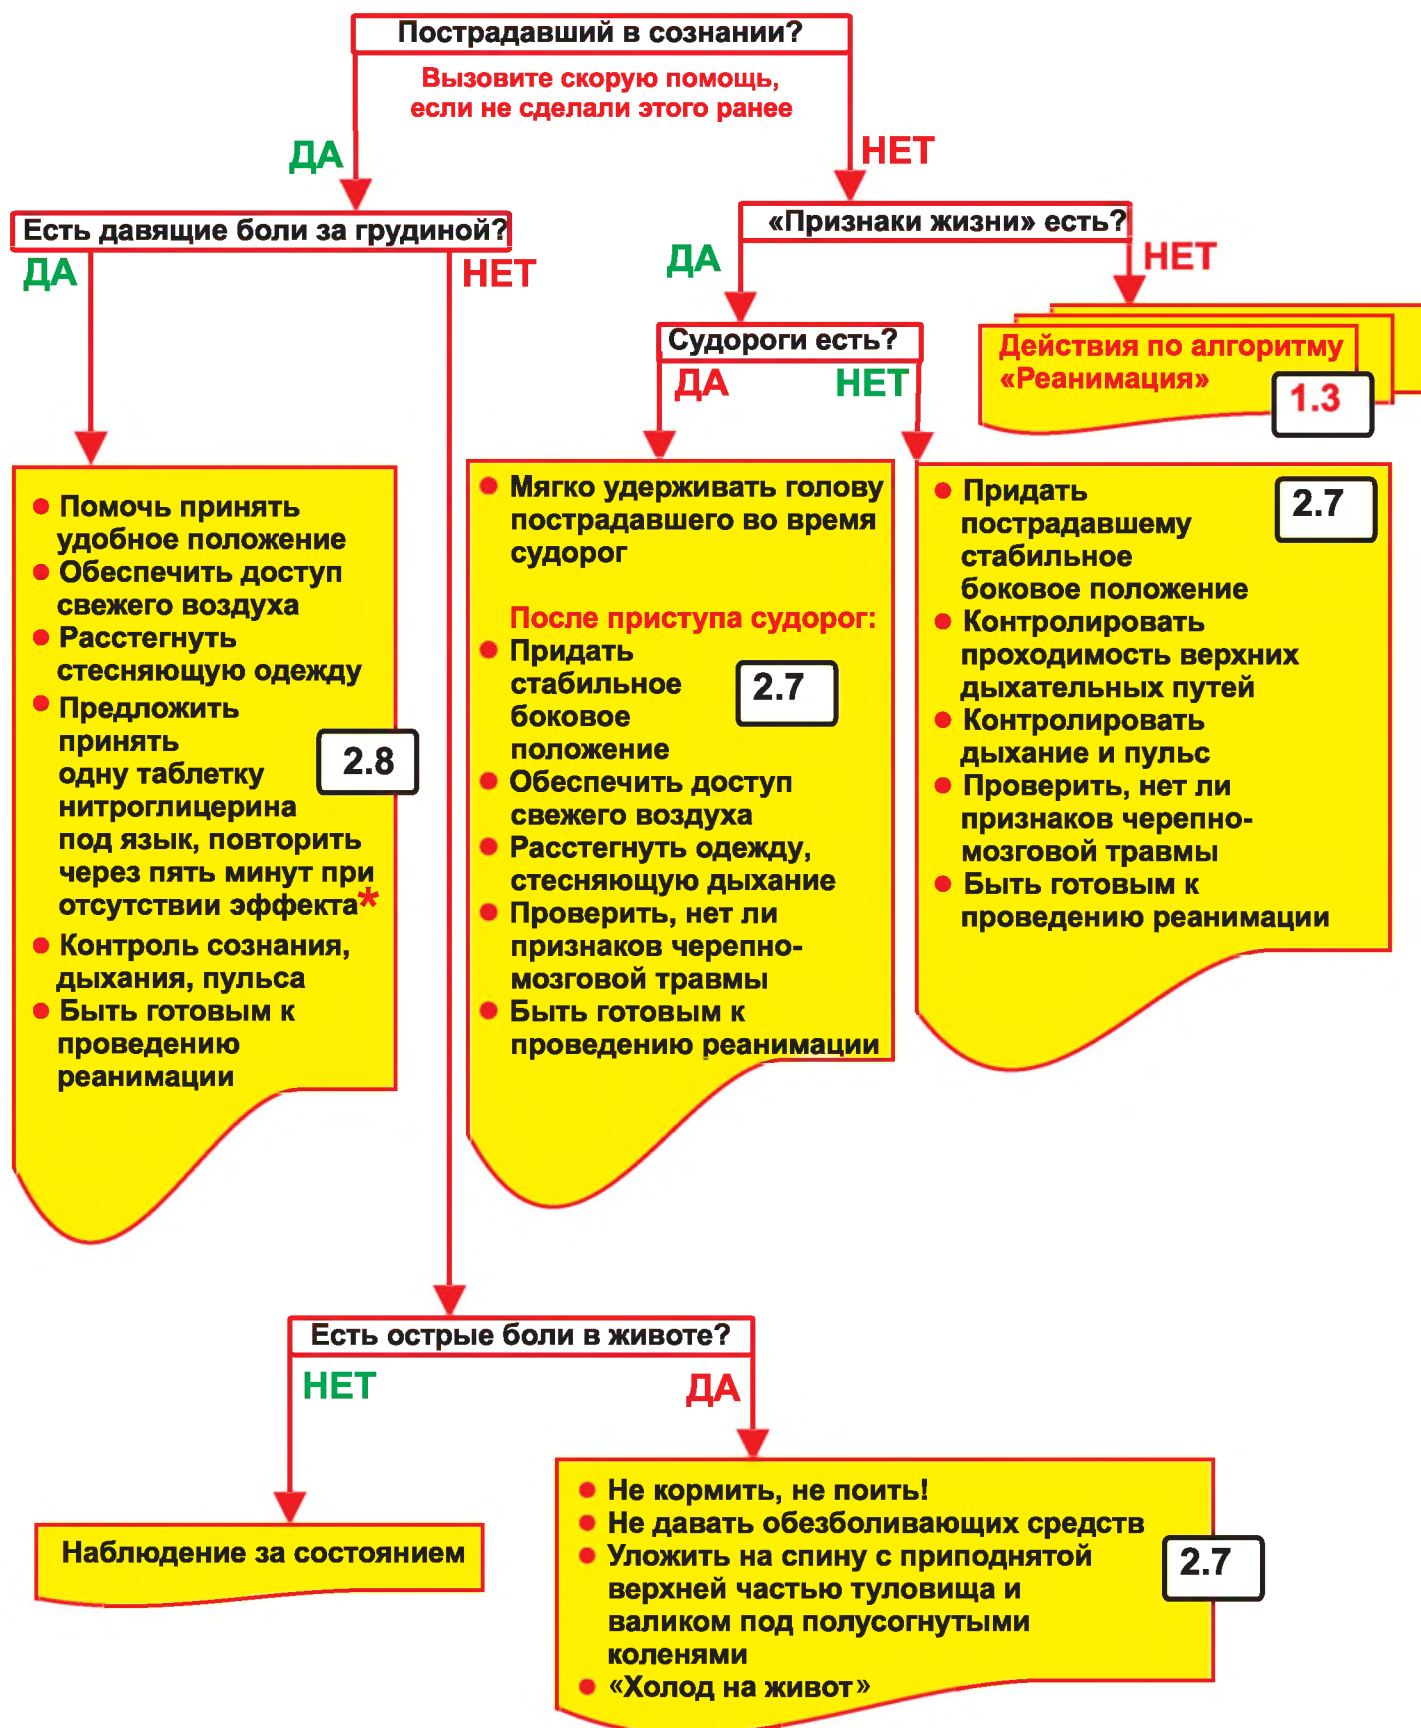 Пострадавший в сознании?
Вызовите скорую помощь,
если не сделали этого ранее
ДА
НЕТ
Есть давящие боли за грудиной?
«Признаки жизни» есть?
ДА
НЕТ
ДА
НЕТ
Судороги есть?
ДА
НЕТ
Действия по алгоритму
«Реанимация»
1.3
● Помочь принять
удобное положение
● Обеспечить доступ
свежего воздуха
● Расстегнуть
стесняющую одежду
● Предложить
принять
одну таблетку
нитроглицерина
под язык, повторить
через пять минут при
отсутствии эффекта*
● Контроль сознания,
дыхания, пульса
● Быть готовым к
проведению
реанимации
2.8
● Мягко удерживать голову
пострадавшего во время
судорог
После приступа судорог:
● Придать
стабильное
боковое
положение
● Обеспечить доступ
свежего воздуха
● Расстегнуть одежду,
стесняющую дыхание
● Проверить, нет ли
признаков черепно-
мозговой травмы
● Быть готовым к
проведению реанимации
2.7
● Придать
пострадавшему
стабильное
боковое положение
● Контролировать
проходимость верхних
дыхательных путей
● Контролировать
дыхание и пульс
● Проверить, нет ли
признаков черепно-
мозговой травмы
● Быть готовым к
проведению реанимации
2.7
Есть острые боли в животе?
НЕТ
ДА
Наблюдение за состоянием
● Не кормить, не поить!
● Не давать обезболивающих средств
● Уложить на спину с приподнятой
верхней частью туловища и
валиком под полусогнутыми
коленями
● «Холод на живот»
2.7